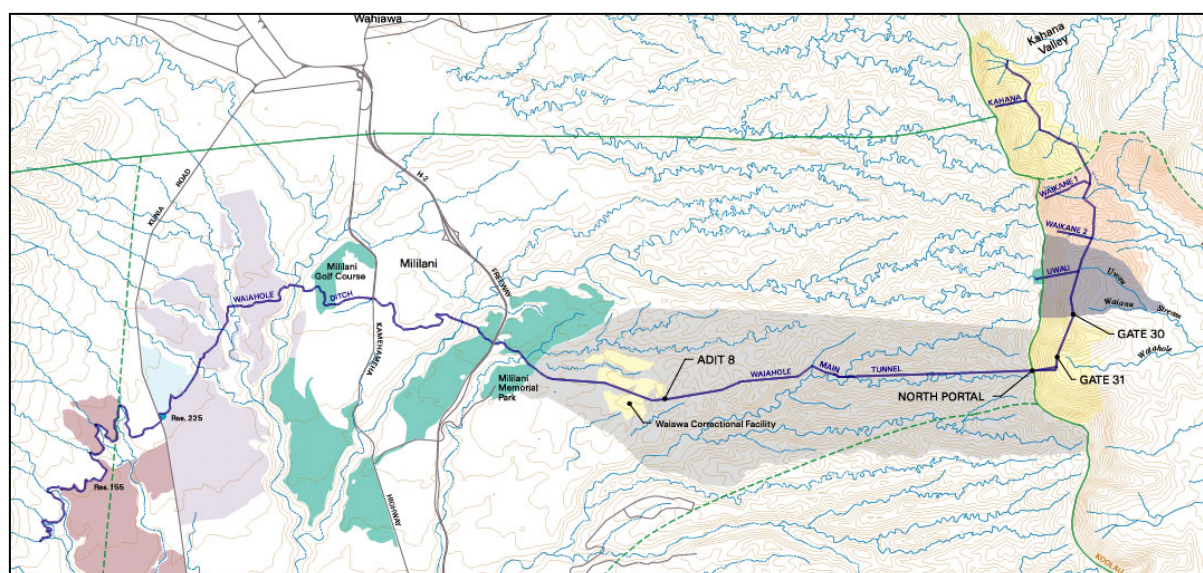 Wahiawa
Kahana
Valley
KAHANA
ROAD
KUNIA
H-2
WAIKANE 1
WAIKANE 2
Mililani
Golf Course
Mililani
UWAU
Uwau
WAIAHOLE
DITCH
FREEWAY
Waianu
Stream
GATE 30
KAMEHAMEHA
Waiahole
ADIT 8
WAIAHOLE
MAIN
TUNNEL
GATE 31
Mililani
Memorial
Park
NORTH PORTAL
Res. 225
Waiawa Correctional Facility
Res. 155
HIGHWAY
KOOLAU